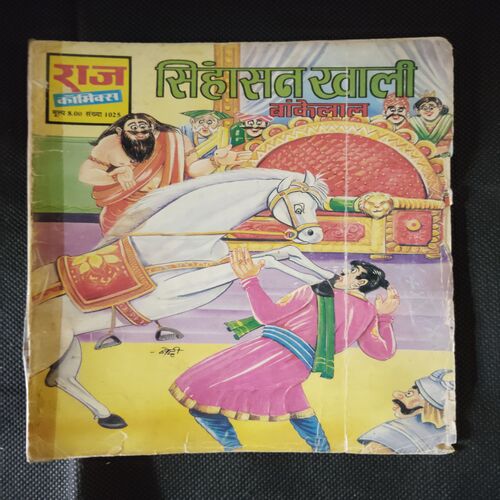 राज
कॉमिक्स
मूल्य 8.00 संख्या 1025
सिंहासन खाली
बांकेलाल
बेदी